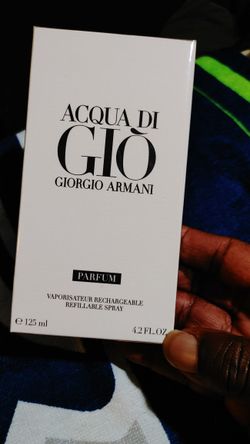 ACQUA DI
GIÒ
GIORGIO ARMANI
PARFUM
VAPORISATEUR RECHARGEABLE
REFILLABLE SPRAY
℮ 125 ml 4.2 FL.OZ